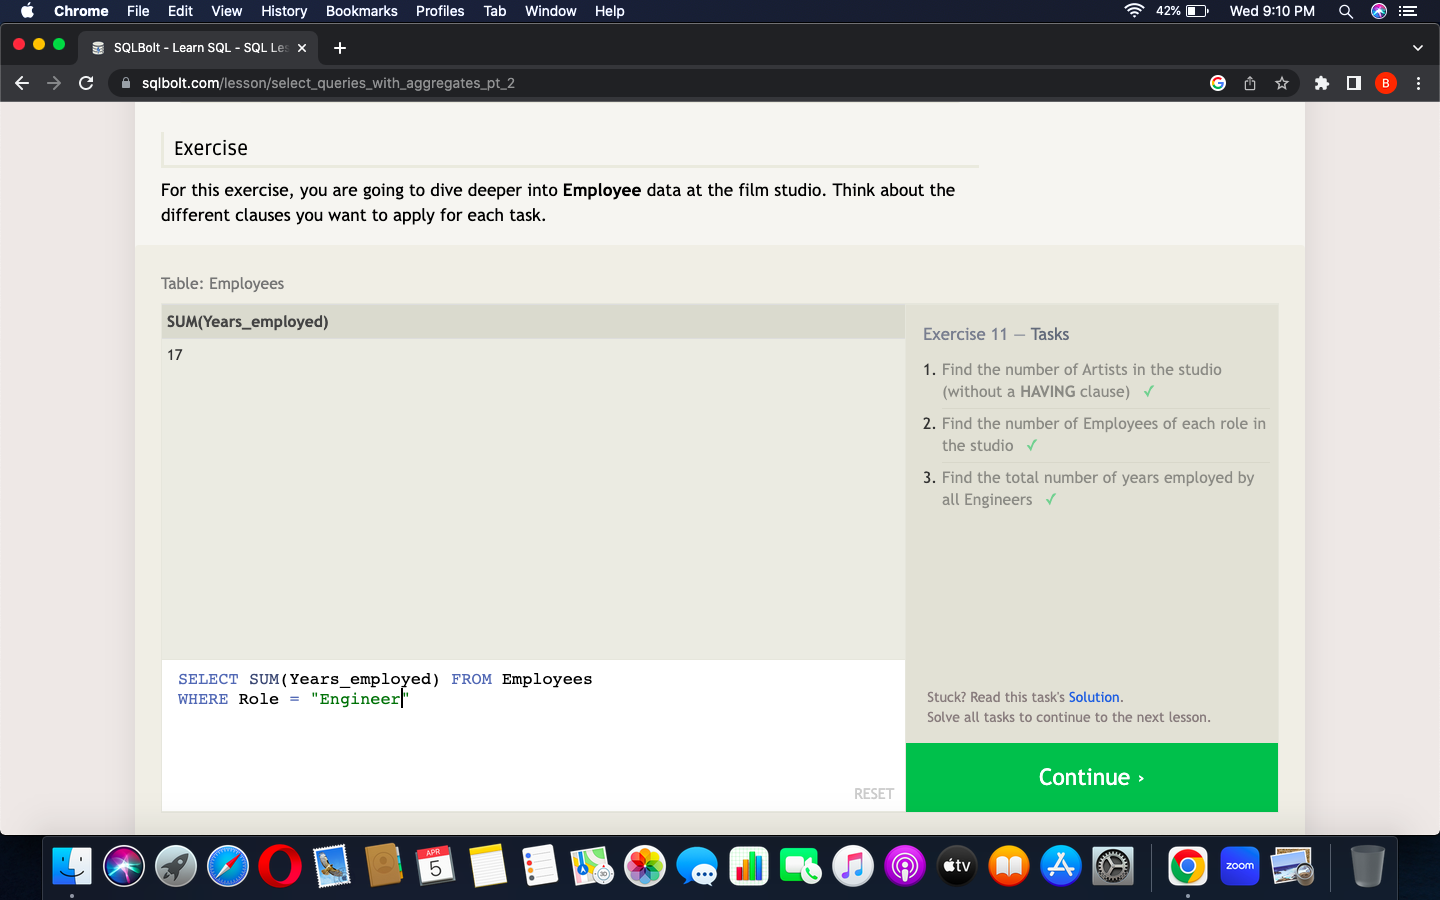 Chrome File Edit View History Bookmarks Profiles Tab Window Help 42% Wed 9:10 PM
SQLBolt - Learn SQL - SQL Les
sqlbolt.com/lesson/select_queries_with_aggregates_pt_2 B
Exercise
For this exercise, you are going to dive deeper into Employee data at the film studio. Think about the
different clauses you want to apply for each task.
Table: Employees
SUM(Years_employed)
17
SELECT SUM(Years_employed) FROM Employees
WHERE Role = "Engineer"
RESET
Exercise 11 — Tasks
1. Find the number of Artists in the studio
(without a HAVING clause) ✓
2. Find the number of Employees of each role in
the studio ✓
3. Find the total number of years employed by
all Engineers ✓
Stuck? Read this task's Solution.
Solve all tasks to continue to the next lesson.
Continue ›
APR
5
3D
tv
zoom